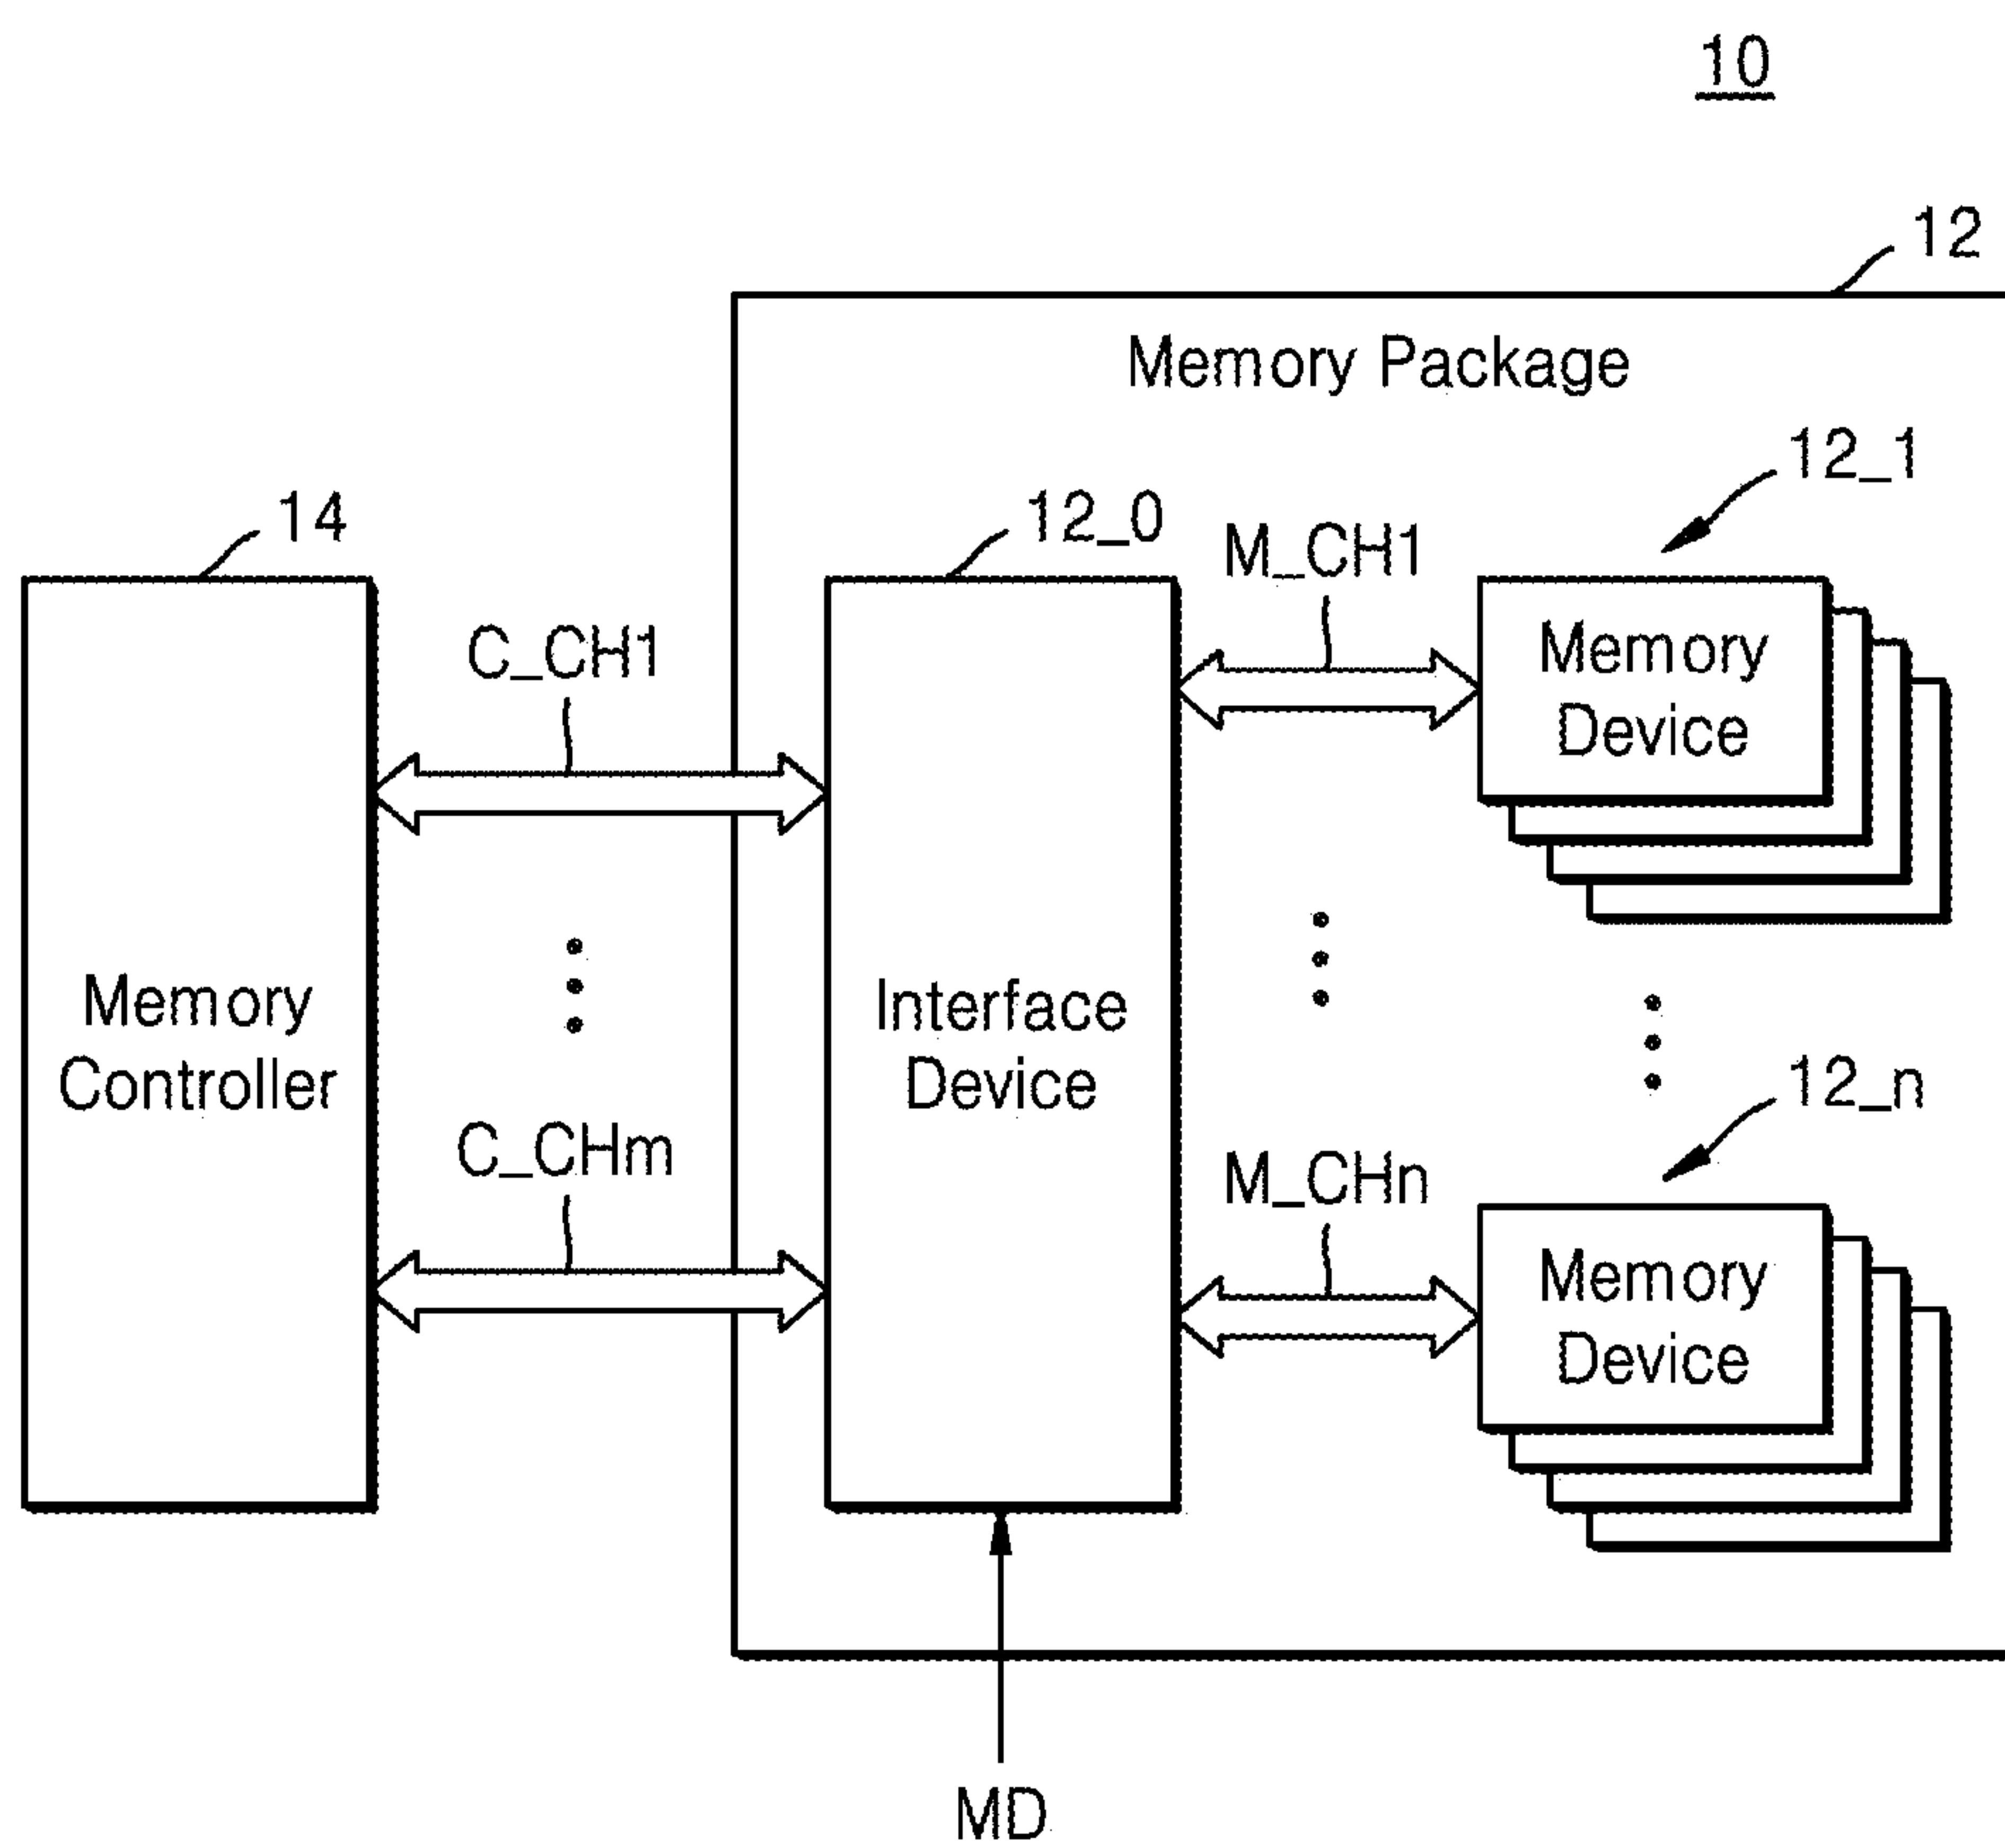 10
12
Memory Package
12_1
14
12_0
M_CH1
C_CH1
Memory
Device
Memory
Controller
Interface
Device
12_n
C_CHm
M_CHn
Memory
Device
MD